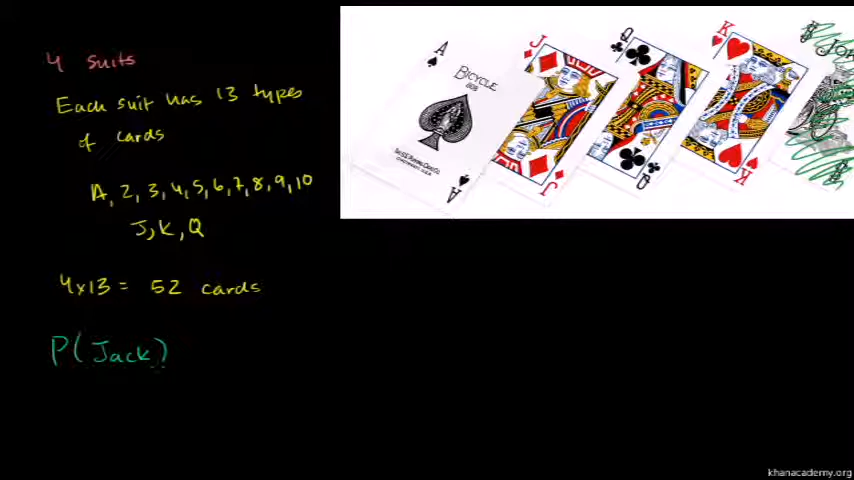 4 suits
Each suit has 13 types
of cards
A, 2, 3, 4, 5, 6, 7, 8, 9, 10
J, K, Q
4x13 = 52 cards
P(Jack)
A
BICYCLE
808
A
J
J
Q
Q
K
K
khanacademy.org